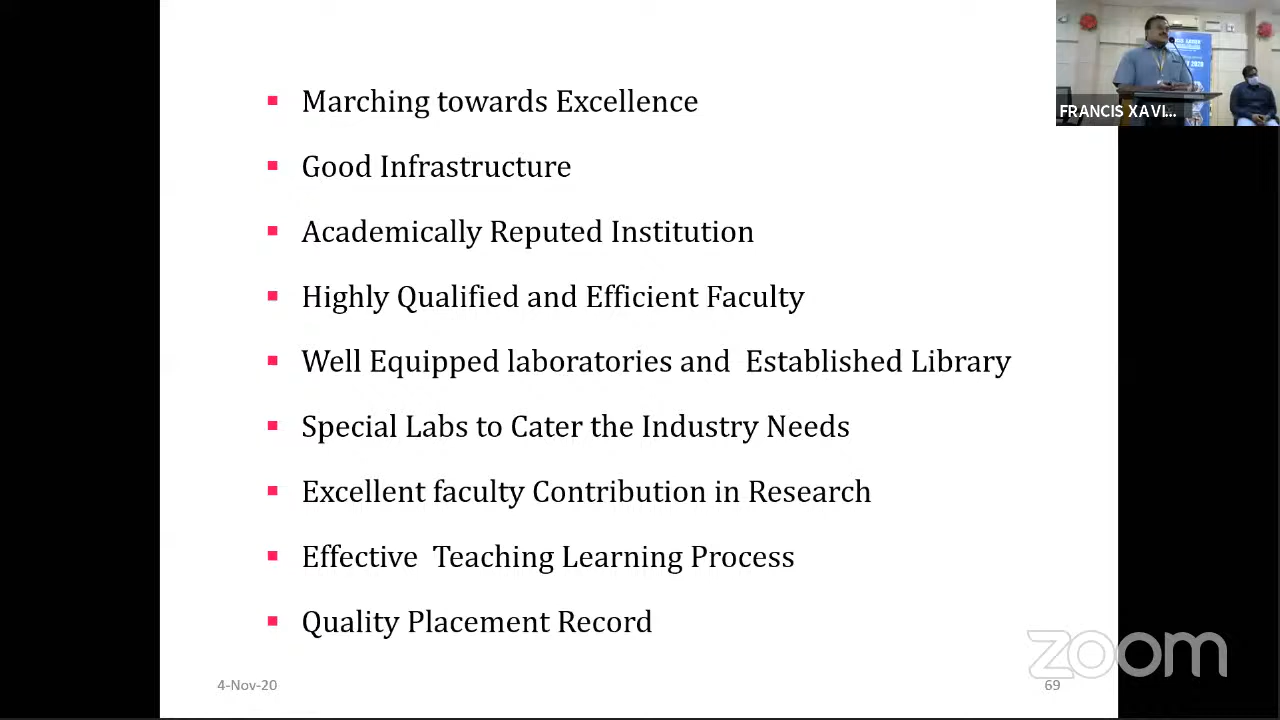 Marching towards Excellence
Good Infrastructure
Academically Reputed Institution
Highly Qualified and Efficient Faculty
Well Equipped laboratories and  Established Library
Special Labs to Cater the Industry Needs
Excellent faculty Contribution in Research
Effective  Teaching Learning Process
Quality Placement Record
4-Nov-20
69
FRANCIS XAVI...
zoom